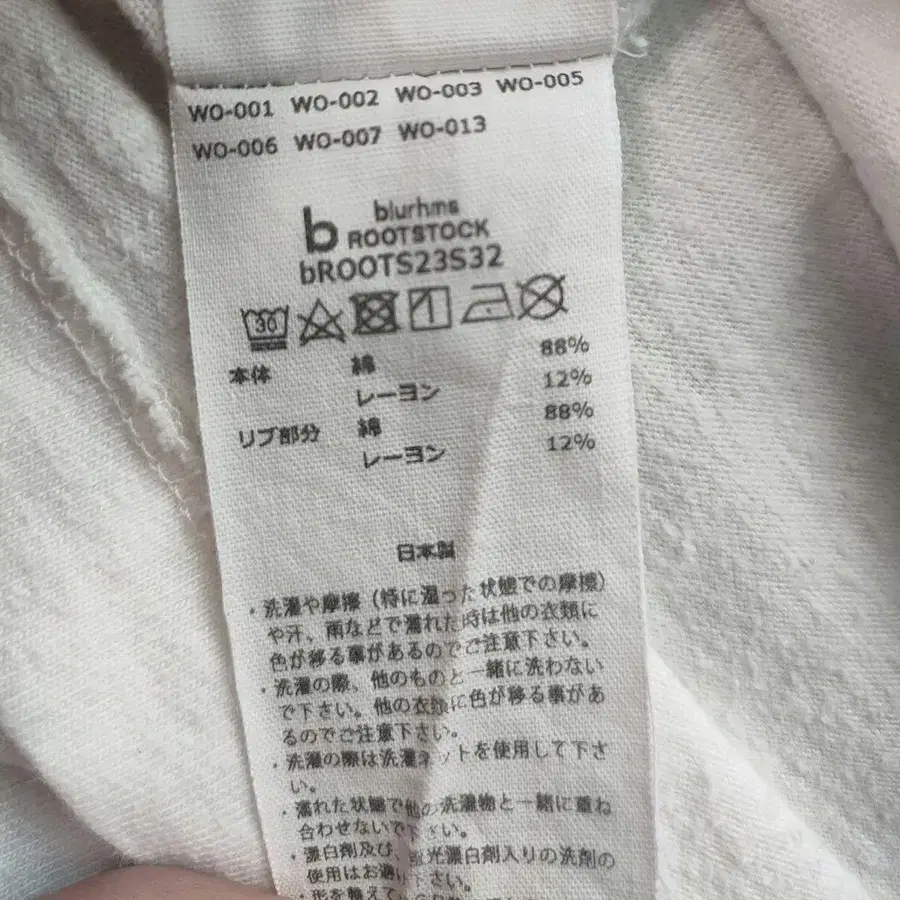 WO-001 WO-002 WO-003 WO-005
WO-006 WO-007 WO-013
b blurhms
ROOTSTOCK
bROOTS23S32
30
本体 綿 88%
レーヨン 12%
リブ部分 綿 88%
レーヨン 12%
日本製
・洗濯や摩擦（特に湿った状態での摩擦）
や汗、雨などで濡れた時は他の衣類に
色が移る事があるのでご注意下さい。
・洗濯の際、他のものと一緒に洗わない
で下さい。他の衣類に色が移る事があ
るのでご注意下さい。
・洗濯の際は洗濯ネットを使用して下さ
い。
・濡れた状態で他の洗濯物と一緒に重ね
合わせないで下さい。
・漂白剤及び、蛍光漂白剤入りの洗剤の
使用はお避け下さい。
・形を整えて